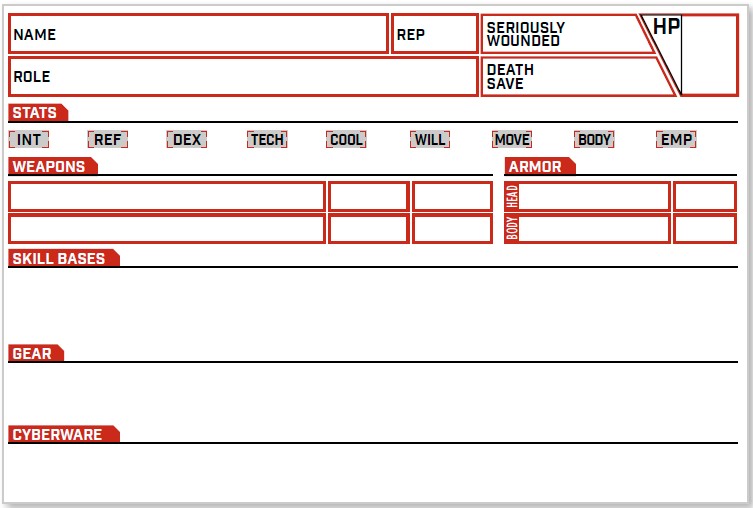 NAME
REP
SERIOUSLY
WOUNDED
HP
ROLE
DEATH
SAVE
STATS
INT REF DEX TECH COOL WILL MOVE BODY EMP
WEAPONS
ARMOR
HEAD
BODY
SKILL BASES
GEAR
CYBERWARE